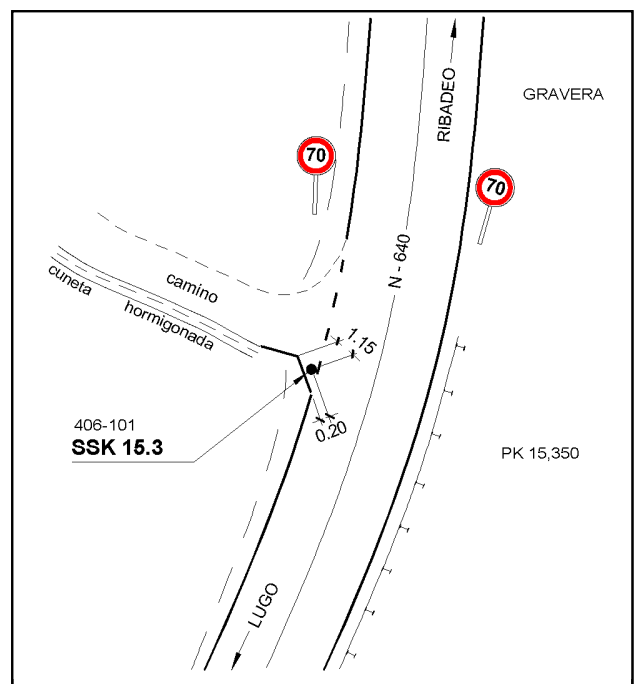 RIBADEO
GRAVERA
70
70
N - 640
camino
cuneta
hormigonada
1.15
406-101
SSK 15.3
0.20
PK 15,350
LUGO